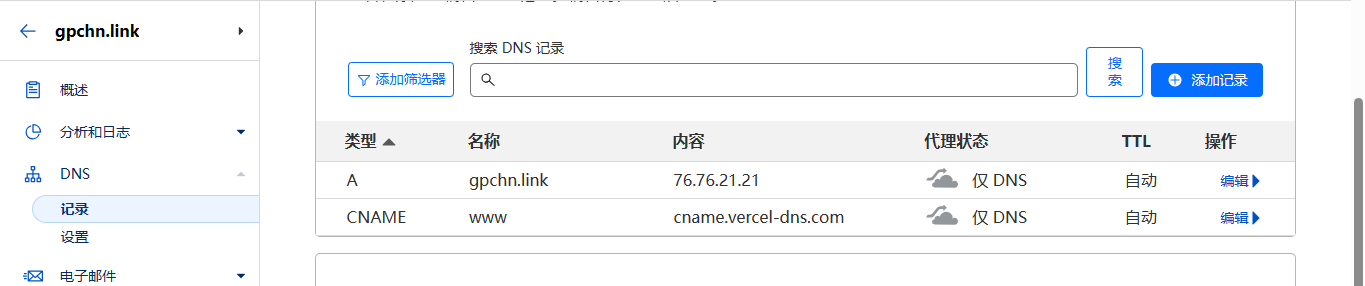 gpchn.link
概述
分析和日志
DNS
记录
设置
电子邮件
搜索 DNS 记录
添加筛选器
搜索
添加记录
类型 名称 内容 代理状态 TTL 操作
A gpchn.link 76.76.21.21 仅 DNS 自动 编辑
CNAME www cname.vercel-dns.com 仅 DNS 自动 编辑